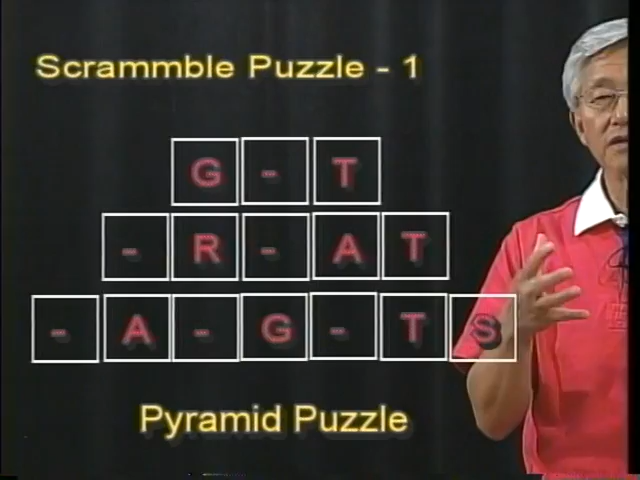 Scrammble Puzzle - 1
G - T
- R - A T
- A - G - T S
Pyramid Puzzle